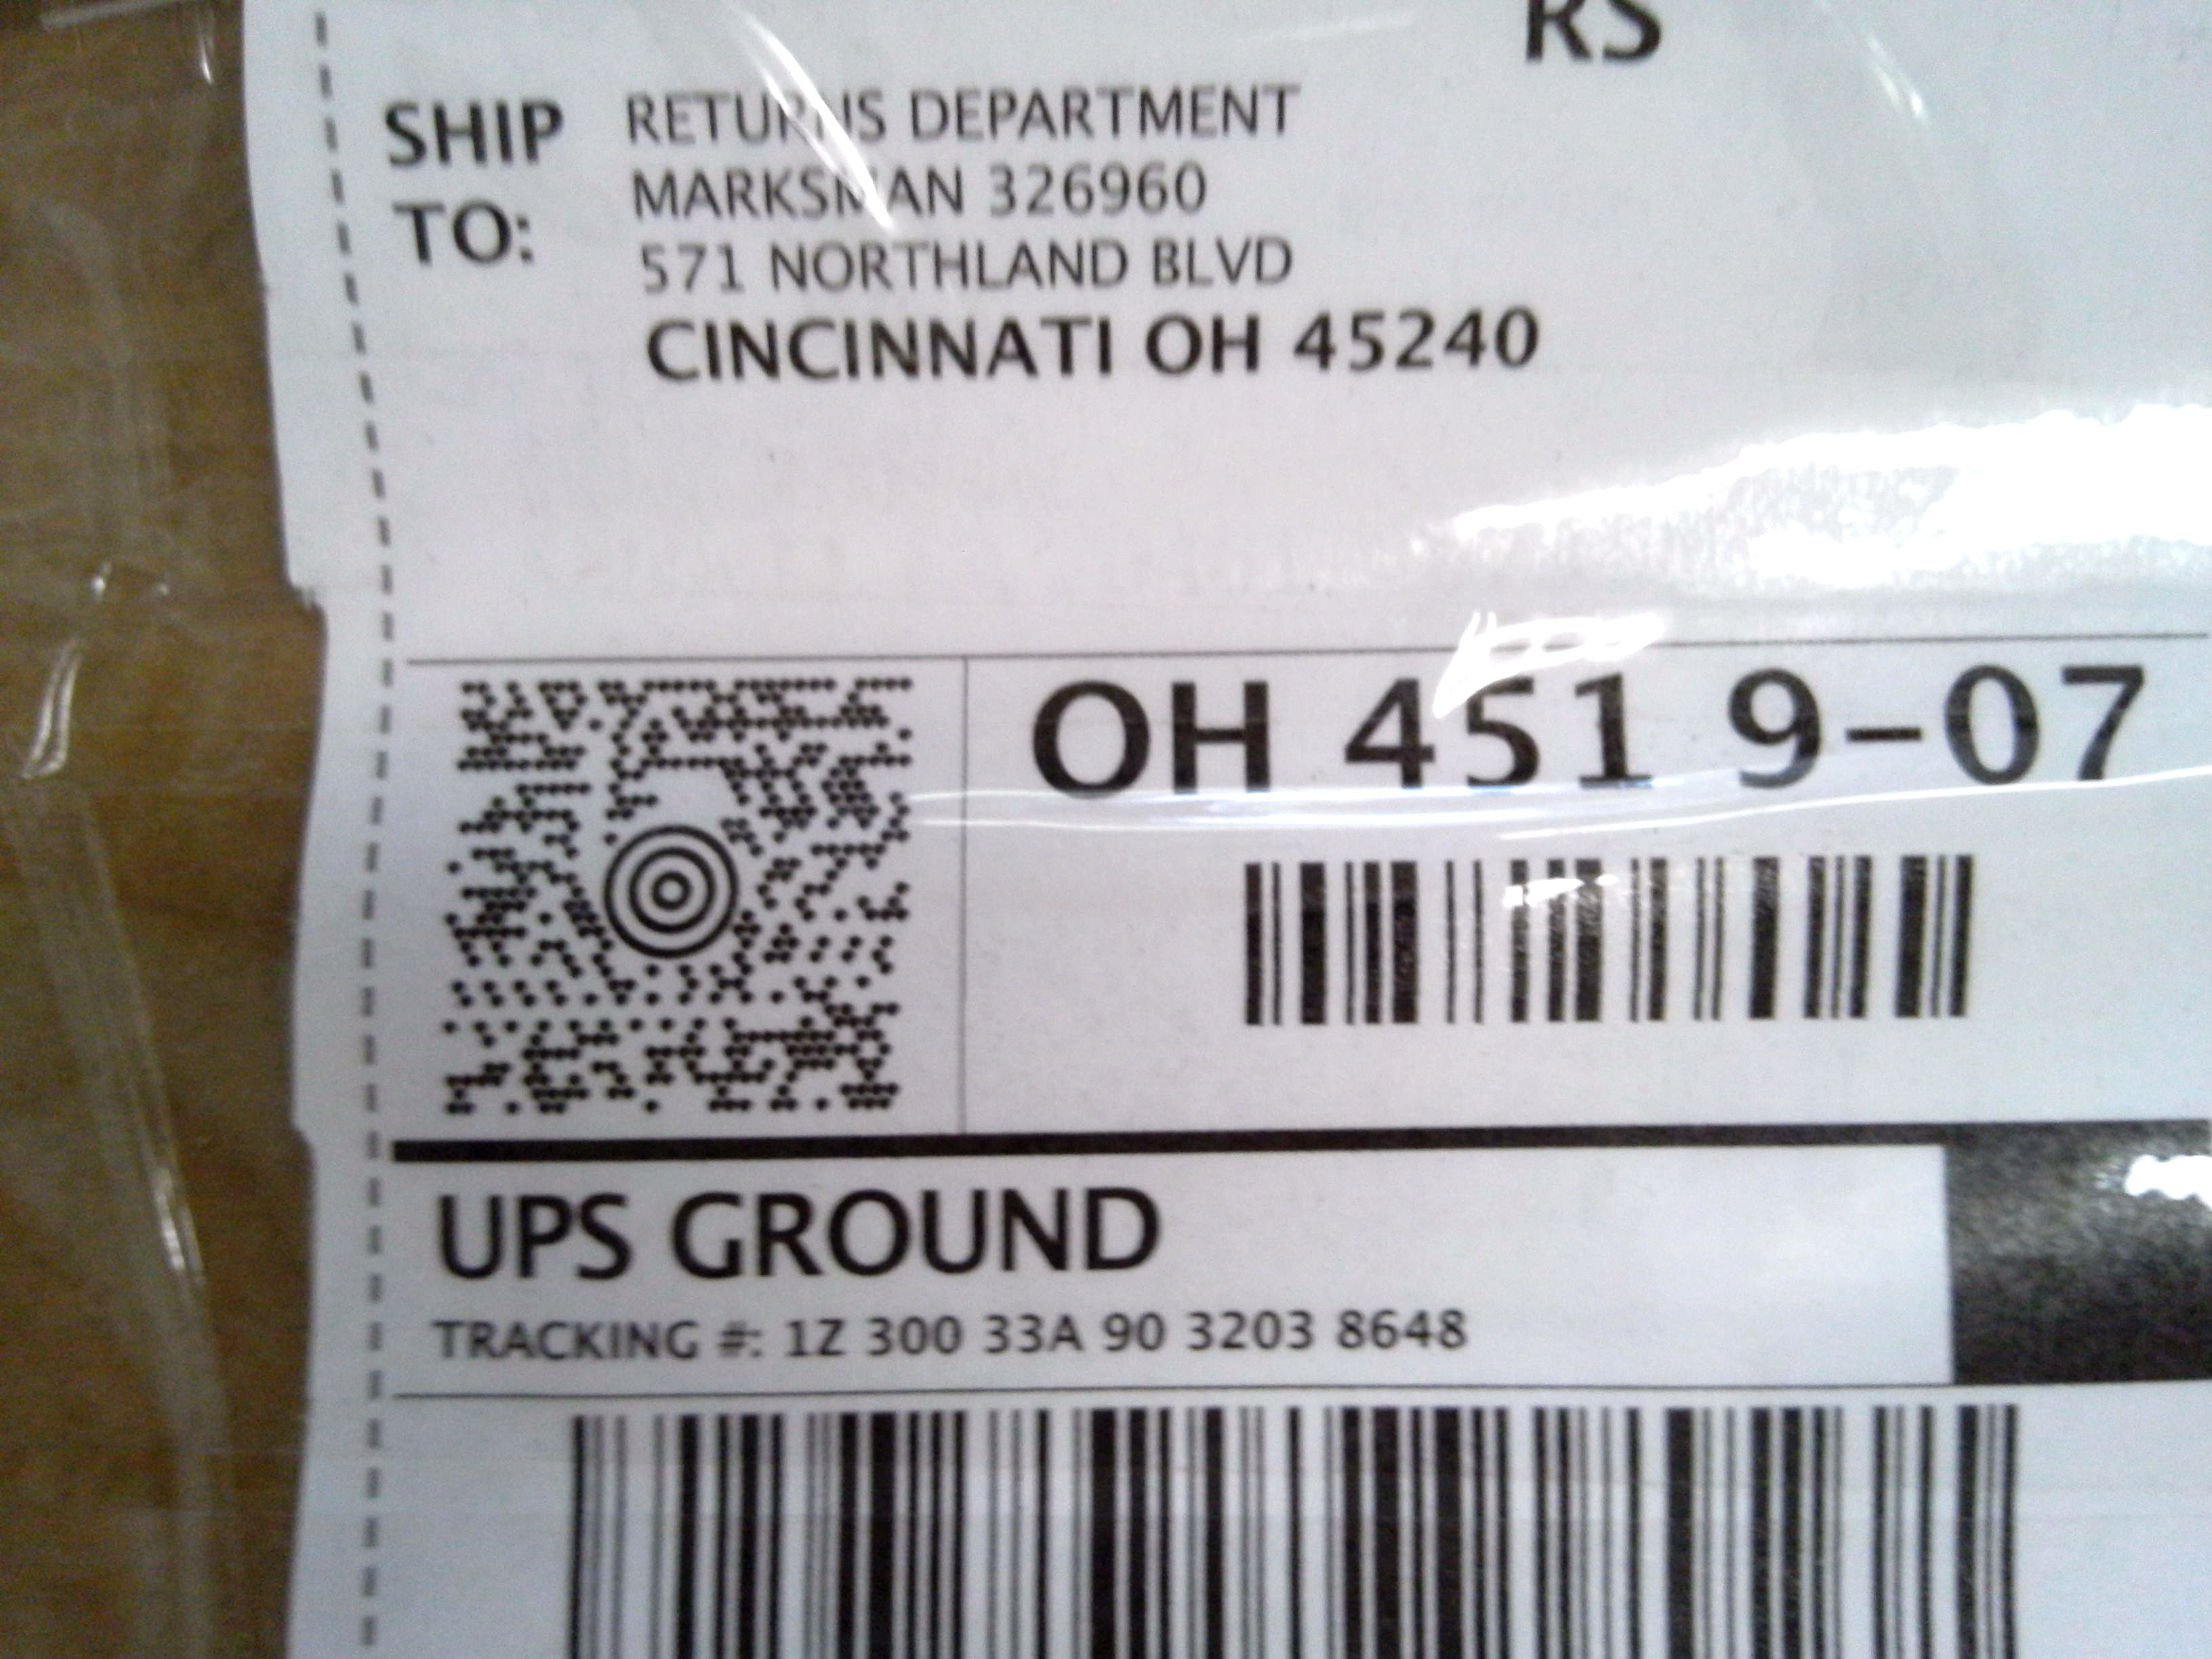 RS
SHIP TO:
RETURNS DEPARTMENT
MARKSMAN 326960
571 NORTHLAND BLVD
CINCINNATI OH 45240
OH 451 9-07
UPS GROUND
TRACKING #: 1Z 300 33A 90 3203 8648